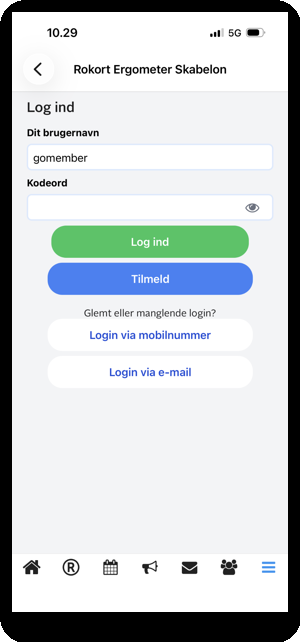 10.29
5G
Rokort Ergometer Skabelon
Log ind
Dit brugernavn
gomember
Kodeord
Log ind
Tilmeld
Glemt eller manglende login?
Login via mobilnummer
Login via e-mail
®